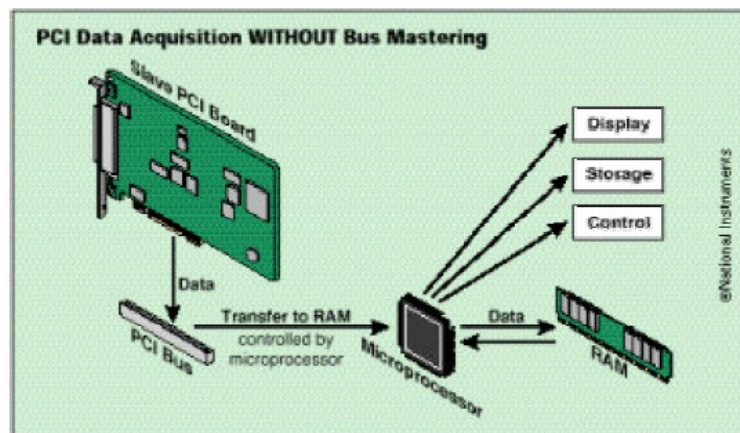 PCI Data Acquisition WITHOUT Bus Mastering
Slave PCI Board
Display
Storage
Control
Data
PCI Bus
Transfer to RAM
controlled by
microprocessor
Microprocessor
Data
RAM
©National Instruments